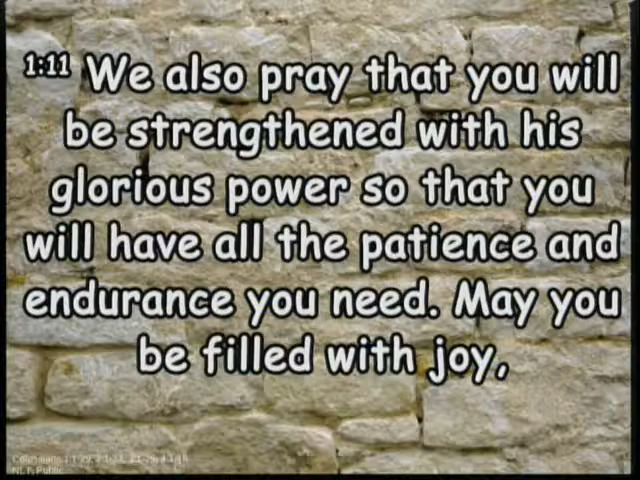 1:11 We also pray that you will
be strengthened with his
glorious power so that you
will have all the patience and
endurance you need. May you
be filled with joy,